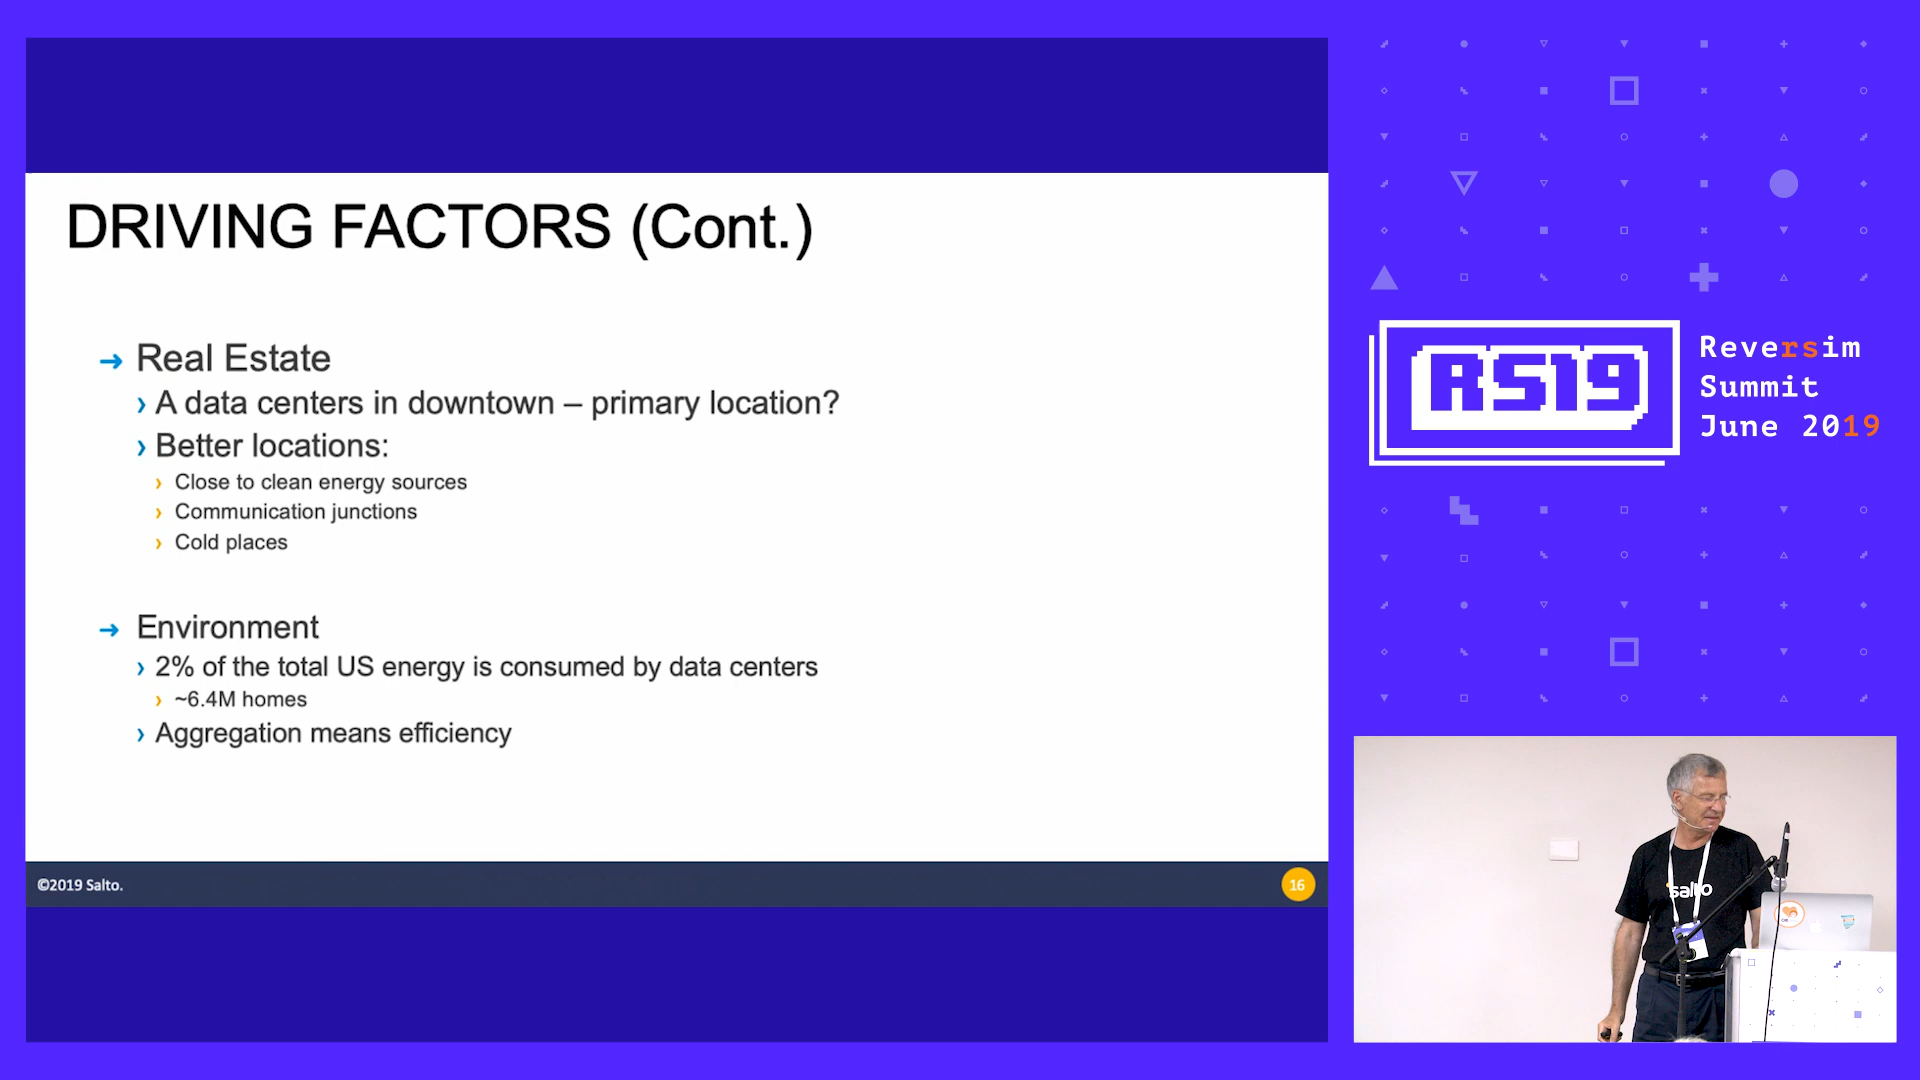 DRIVING FACTORS (Cont.)
➔ Real Estate
› A data centers in downtown – primary location?
› Better locations:
› Close to clean energy sources
› Communication junctions
› Cold places
➔ Environment
› 2% of the total US energy is consumed by data centers
› ~6.4M homes
› Aggregation means efficiency
©2019 Salto.
16
RS19
Reversim
Summit
June 2019
salto